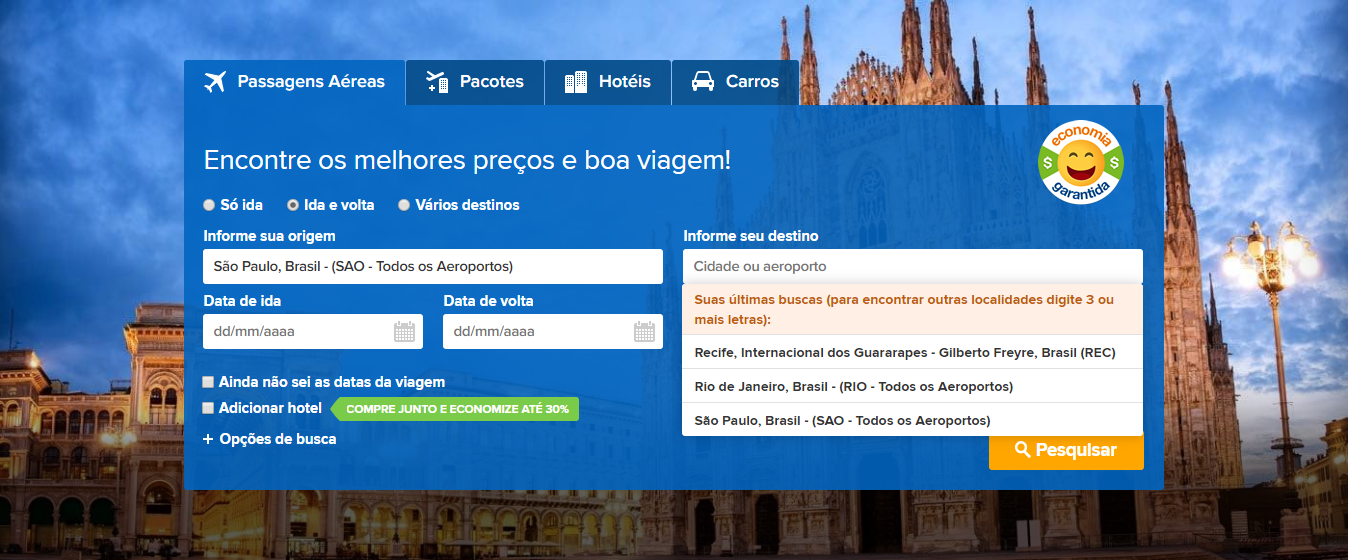 Passagens Aéreas
Pacotes
Hotéis
Carros
Encontre os melhores preços e boa viagem!
economia
$ $
garantida
Só ida
Ida e volta
Vários destinos
Informe sua origem
São Paulo, Brasil - (SAO - Todos os Aeroportos)
Informe seu destino
Cidade ou aeroporto
Suas últimas buscas (para encontrar outras localidades digite 3 ou
mais letras):
Recife, Internacional dos Guararapes - Gilberto Freyre, Brasil (REC)
Rio de Janeiro, Brasil - (RIO - Todos os Aeroportos)
São Paulo, Brasil - (SAO - Todos os Aeroportos)
Data de ida
dd/mm/aaaa
Data de volta
dd/mm/aaaa
Ainda não sei as datas da viagem
Adicionar hotel
COMPRE JUNTO E ECONOMIZE ATÉ 30%
+ Opções de busca
Pesquisar